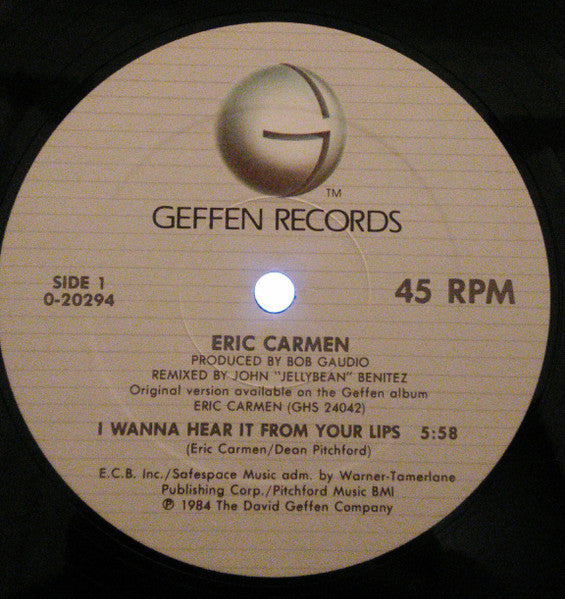 TM
GEFFEN RECORDS
SIDE 1
0-20294
45 RPM
ERIC CARMEN
PRODUCED BY BOB GAUDIO
REMIXED BY JOHN "JELLYBEAN" BENITEZ
Original version available on the Geffen album
ERIC CARMEN (GHS 24042)
I WANNA HEAR IT FROM YOUR LIPS 5:58
(Eric Carmen/Dean Pitchford)
E.C.B. Inc./Safespace Music adm. by Warner-Tamerlane
Publishing Corp./Pitchford Music BMI
℗ 1984 The David Geffen Company